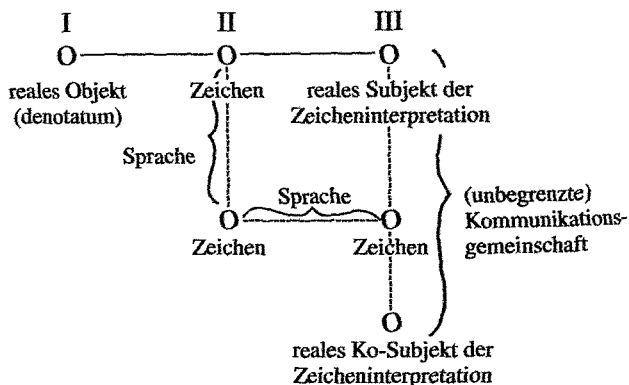 I II III
O O O
reales Objekt
(denotatum)
Zeichen
reales Subjekt der
Zeicheninterpretation
Sprache
Sprache
(unbegrenzte)
Kommunikations-
gemeinschaft
O O
Zeichen Zeichen
O
reales Ko-Subjekt der
Zeicheninterpretation